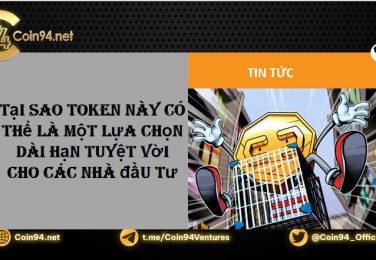 94
Coin94.net
TIN TỨC
TẠI SAO TOKEN NÀY CÓ
THỂ LÀ MỘT LỰA CHỌN
DÀI HẠN TUYỆT VỜI
CHO CÁC NHÀ ĐẦU TƯ
Coin94.net
t.me/Coin94Ventures
@Coin94_Offic